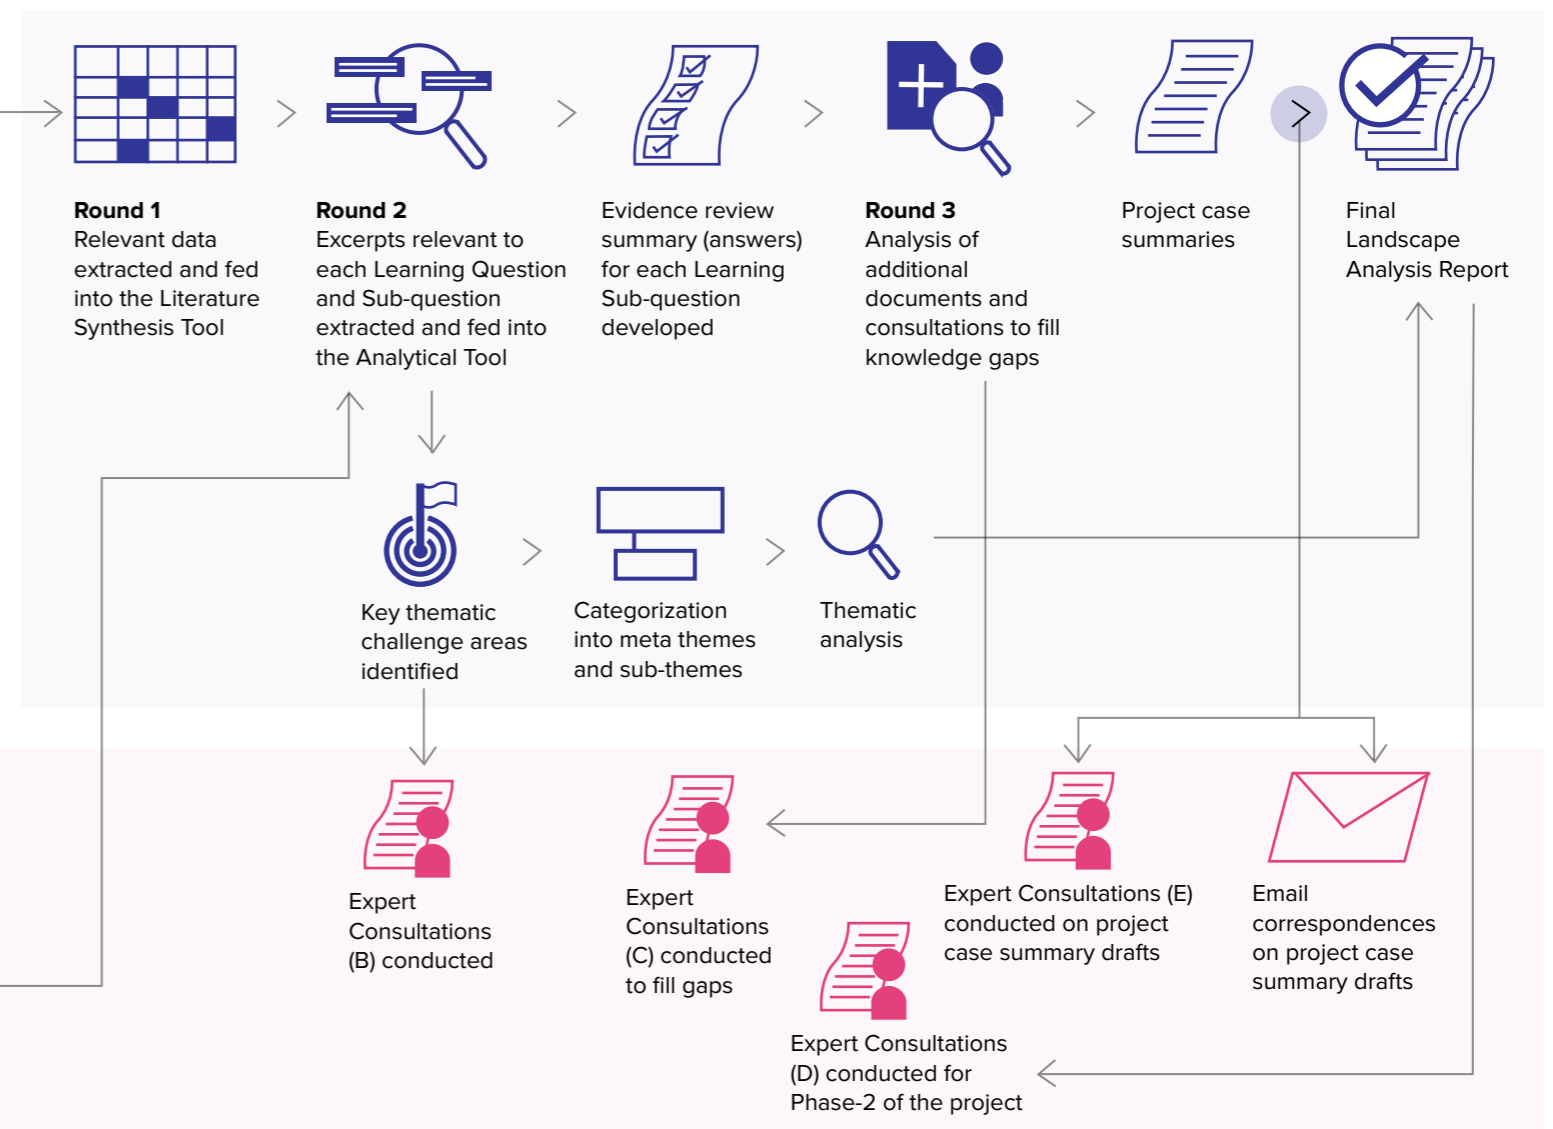 Round 1
Relevant data
extracted and fed
into the Literature
Synthesis Tool
Round 2
Excerpts relevant to
each Learning Question
and Sub-question
extracted and fed into
the Analytical Tool
Evidence review
summary (answers)
for each Learning
Sub-question
developed
Round 3
Analysis of
additional
documents and
consultations to fill
knowledge gaps
Project case
summaries
Final
Landscape
Analysis Report
Key thematic
challenge areas
identified
Categorization
into meta themes
and sub-themes
Thematic
analysis
Expert
Consultations
(B) conducted
Expert
Consultations
(C) conducted
to fill gaps
Expert Consultations (E)
conducted on project
case summary drafts
Email
correspondences
on project case
summary drafts
Expert Consultations
(D) conducted for
Phase-2 of the project